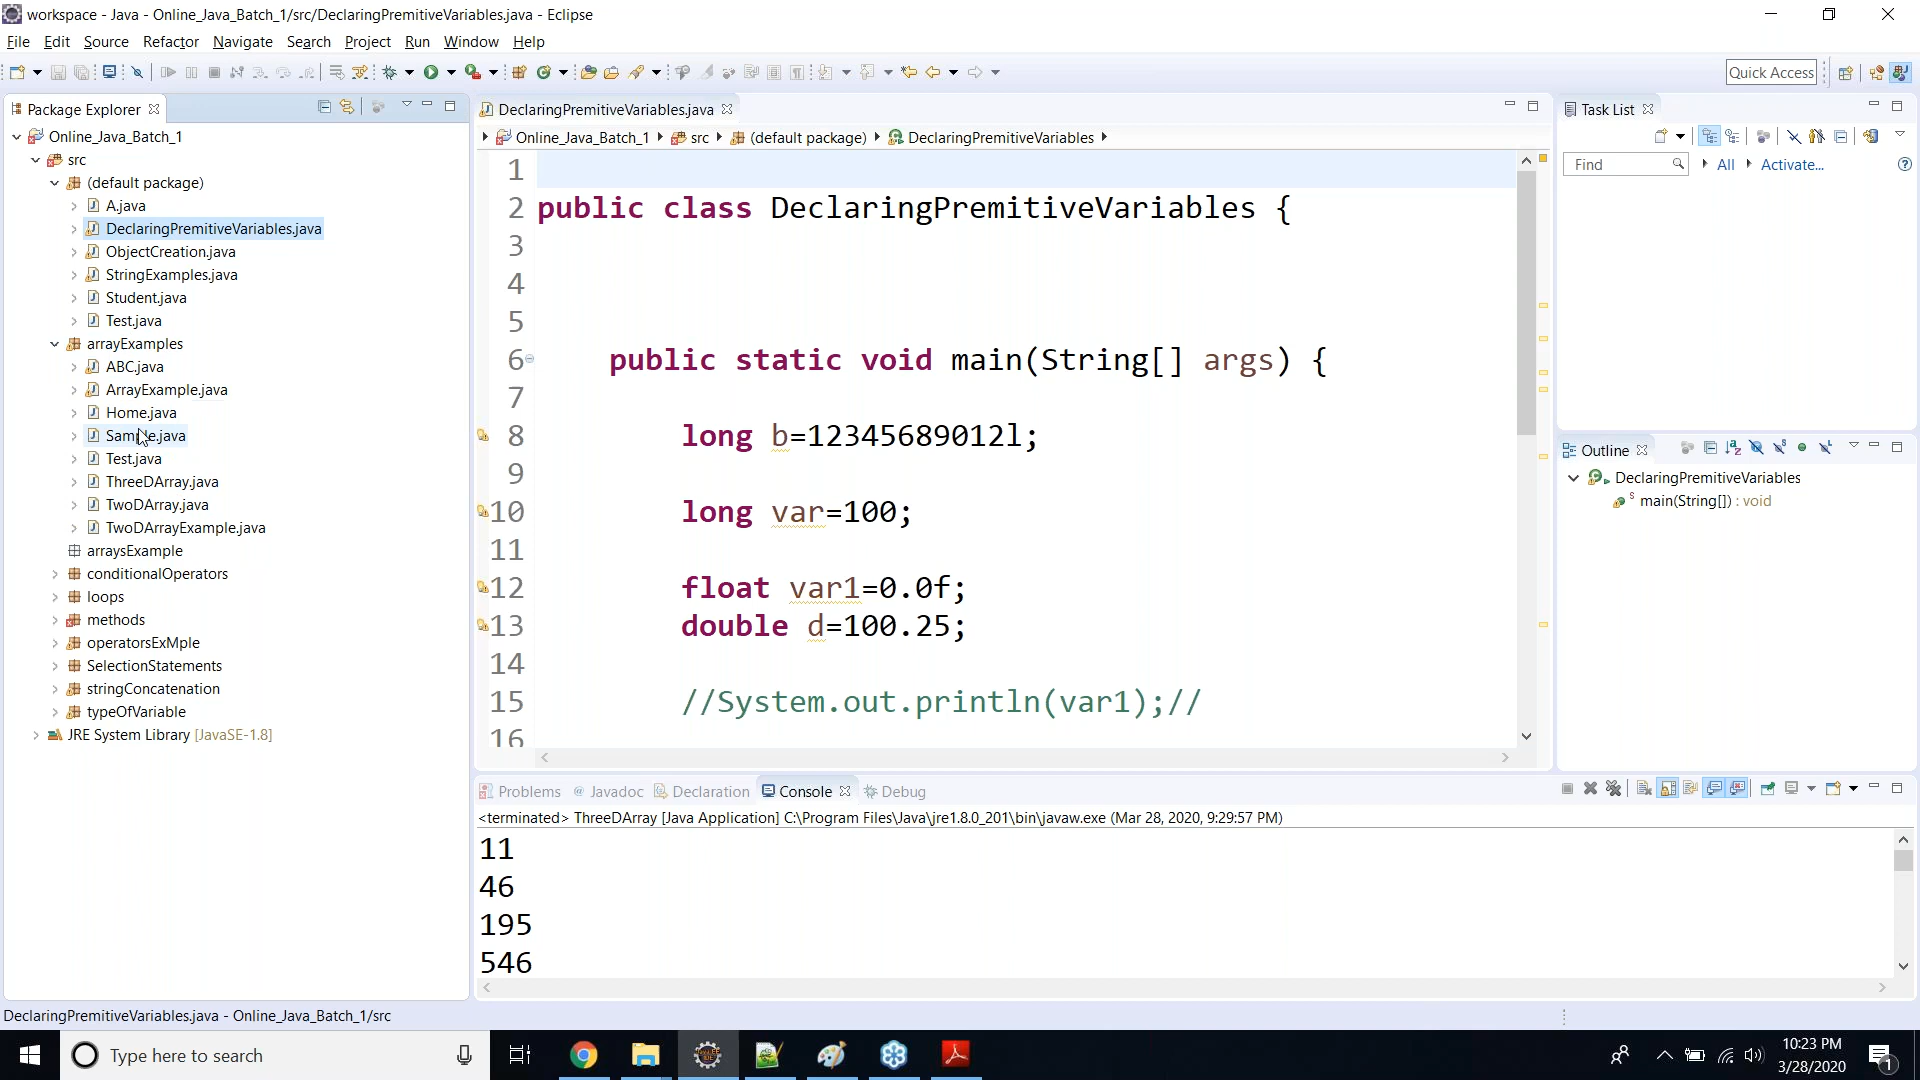 workspace - Java - Online_Java_Batch_1/src/DeclaringPremitiveVariables.java - Eclipse
File Edit Source Refactor Navigate Search Project Run Window Help
Quick Access
Package Explorer
Online_Java_Batch_1
src
(default package)
A.java
DeclaringPremitiveVariables.java
ObjectCreation.java
StringExamples.java
Student.java
Test.java
arrayExamples
ABC.java
ArrayExample.java
Home.java
Sample.java
Test.java
ThreeDArray.java
TwoDArray.java
TwoDArrayExample.java
arraysExample
conditionalOperators
loops
methods
operatorsExMple
SelectionStatements
stringConcatenation
typeOfVariable
JRE System Library [JavaSE-1.8]
DeclaringPremitiveVariables.java
Online_Java_Batch_1 src (default package) DeclaringPremitiveVariables
1
2 public class DeclaringPremitiveVariables {
3
4
5
6 public static void main(String[] args) {
7
8 long b=12345689012l;
9
10 long var=100;
11
12 float var1=0.0f;
13 double d=100.25;
14
15 //System.out.println(var1);//
16
Task List
Find All Activate...
Outline
DeclaringPremitiveVariables
main(String[]) : void
Problems @ Javadoc Declaration Console Debug
<terminated> ThreeDArray [Java Application] C:\Program Files\Java\jre1.8.0_201\bin\javaw.exe (Mar 28, 2020, 9:29:57 PM)
11
46
195
546
DeclaringPremitiveVariables.java - Online_Java_Batch_1/src
Type here to search
10:23 PM
3/28/2020
1